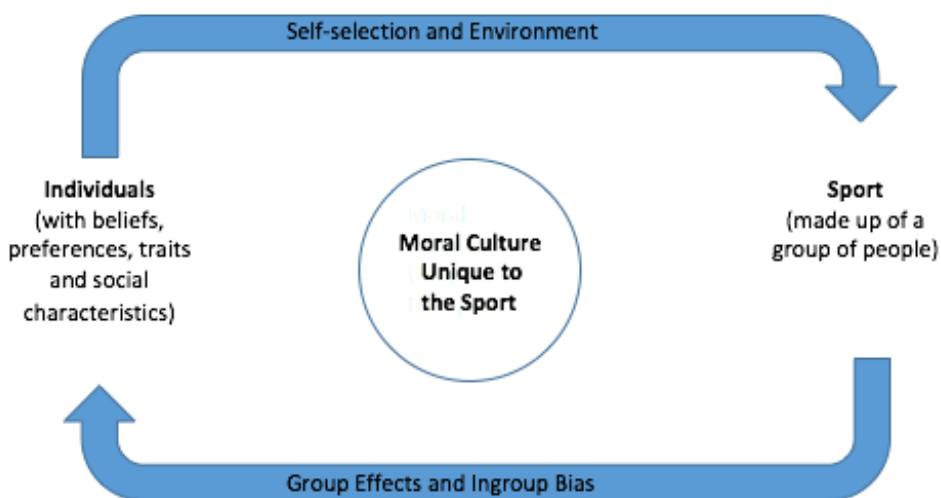 Self-selection and Environment
Individuals
(with beliefs,
preferences, traits
and social
characteristics)
Moral Culture
Unique to
the Sport
Sport
(made up of a
group of people)
Group Effects and Ingroup Bias